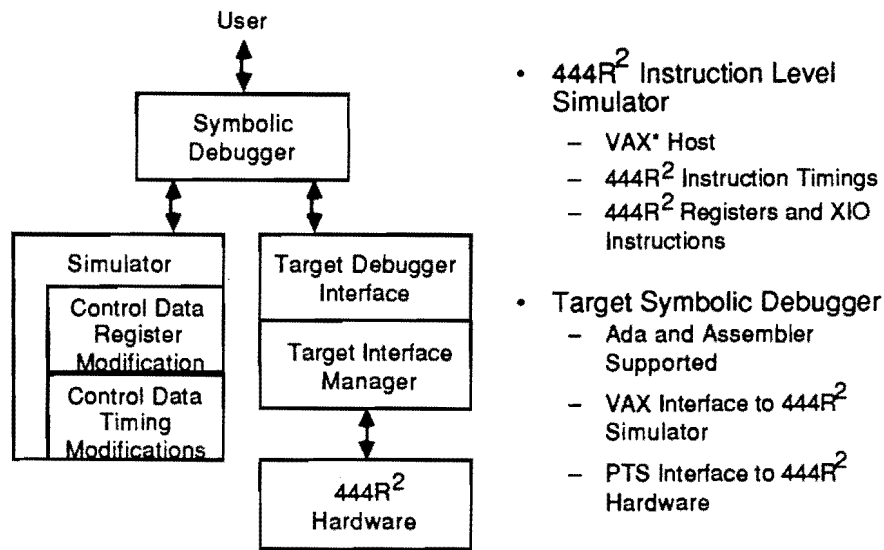 User
Symbolic
Debugger
Simulator
Control Data
Register
Modification
Control Data
Timing
Modifications
Target Debugger
Interface
Target Interface
Manager
444R²
Hardware
• 444R² Instruction Level
Simulator
– VAX* Host
– 444R² Instruction Timings
– 444R² Registers and XIO
Instructions
• Target Symbolic Debugger
– Ada and Assembler
Supported
– VAX Interface to 444R²
Simulator
– PTS Interface to 444R²
Hardware